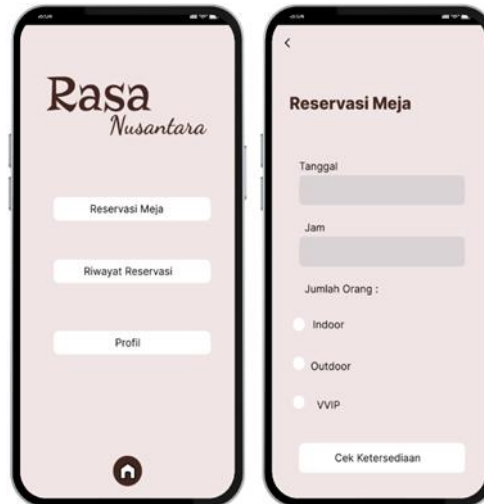 Rasa
Nusantara
Reservasi Meja
Riwayat Reservasi
Profil
Reservasi Meja
Tanggal
Jam
Jumlah Orang :
Indoor
Outdoor
VVIP
Cek Ketersediaan